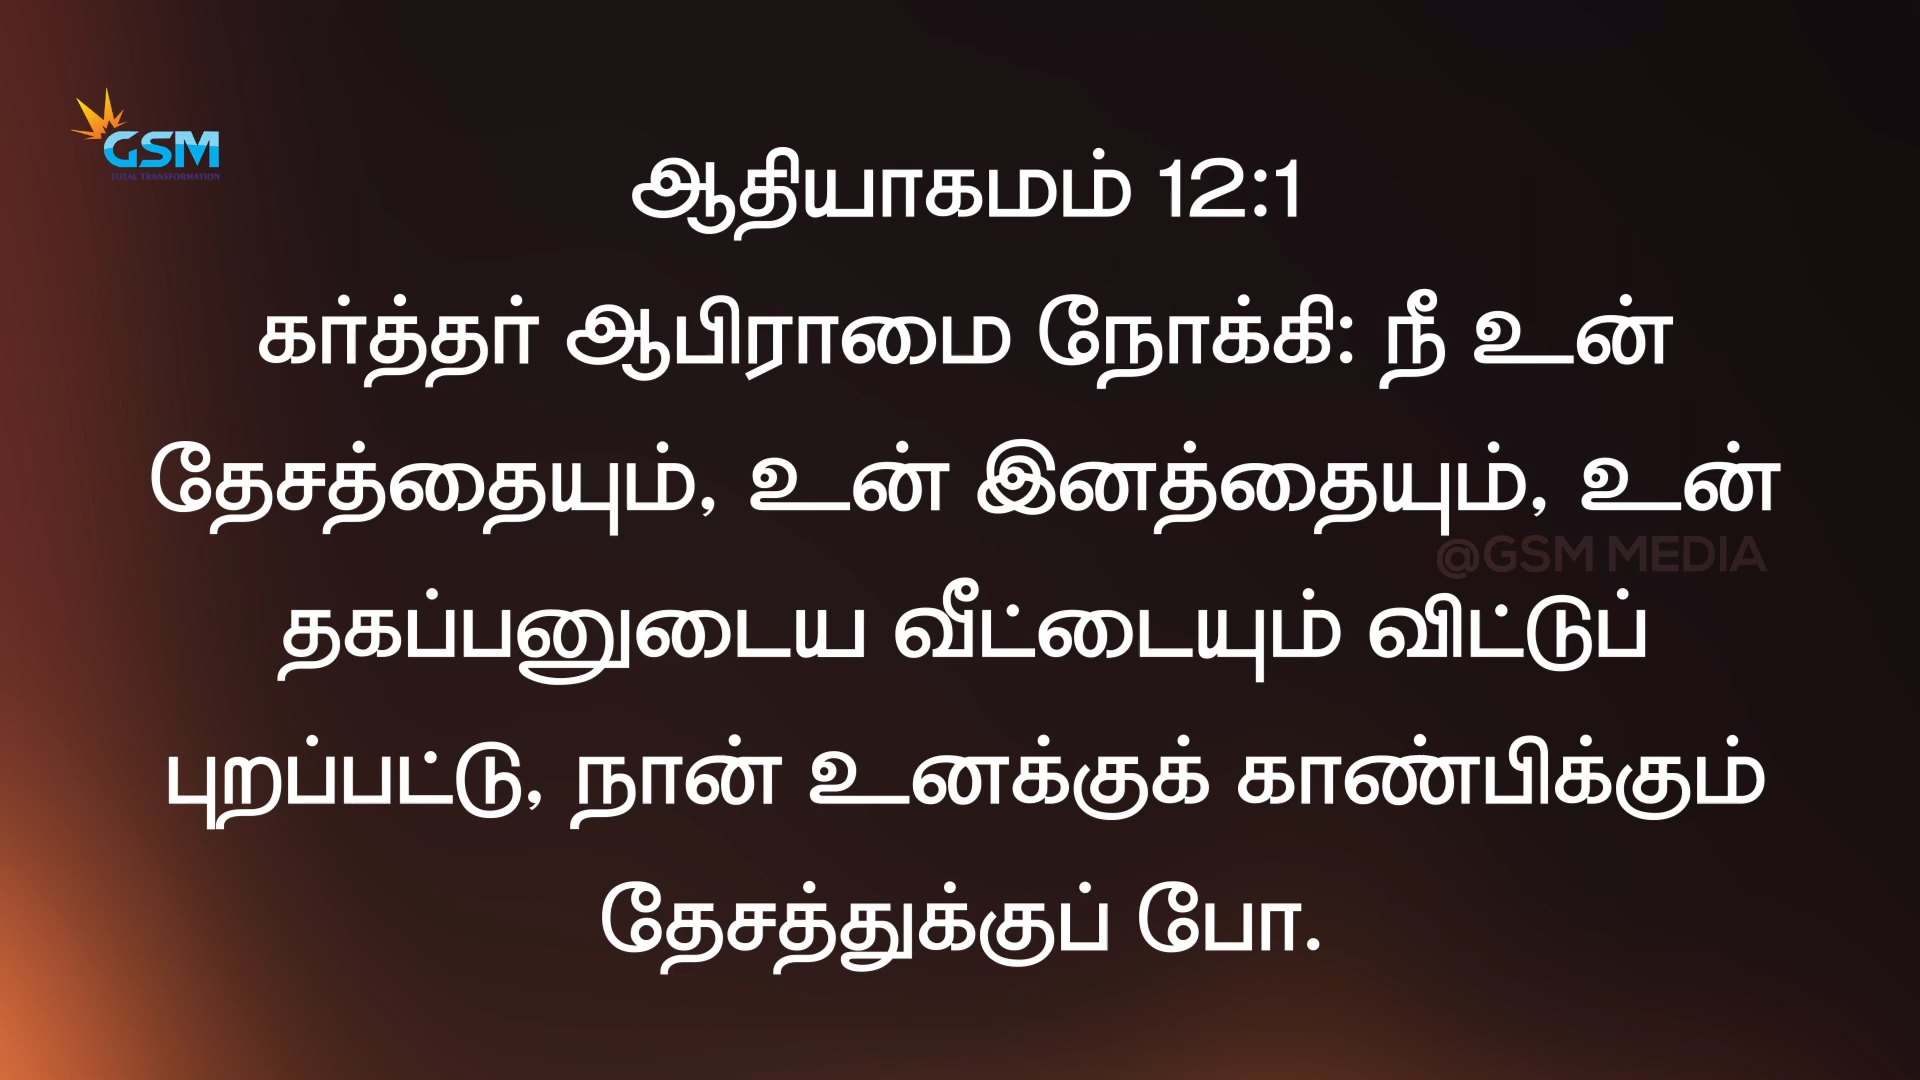 GSM
TOTAL TRANSFORMATION
ஆதியாகமம் 12:1
கர்த்தர் ஆபிராமை நோக்கி: நீ உன்
தேசத்தையும், உன் இனத்தையும், உன்
@GSM MEDIA
தகப்பனுடைய வீட்டையும் விட்டுப்
புறப்பட்டு, நான் உனக்குக் காண்பிக்கும்
தேசத்துக்குப் போ.